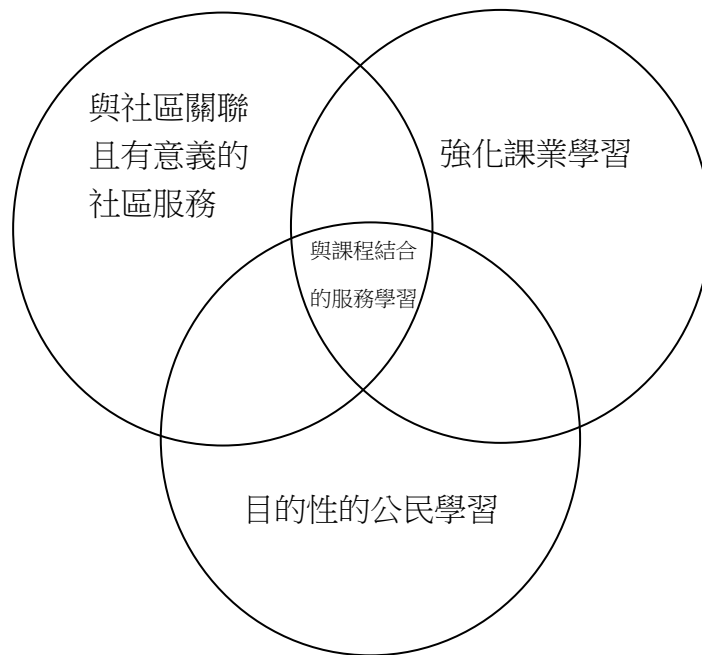 與社區關聯
且有意義的
社區服務
強化課業學習
與課程結合
的服務學習
目的性的公民學習